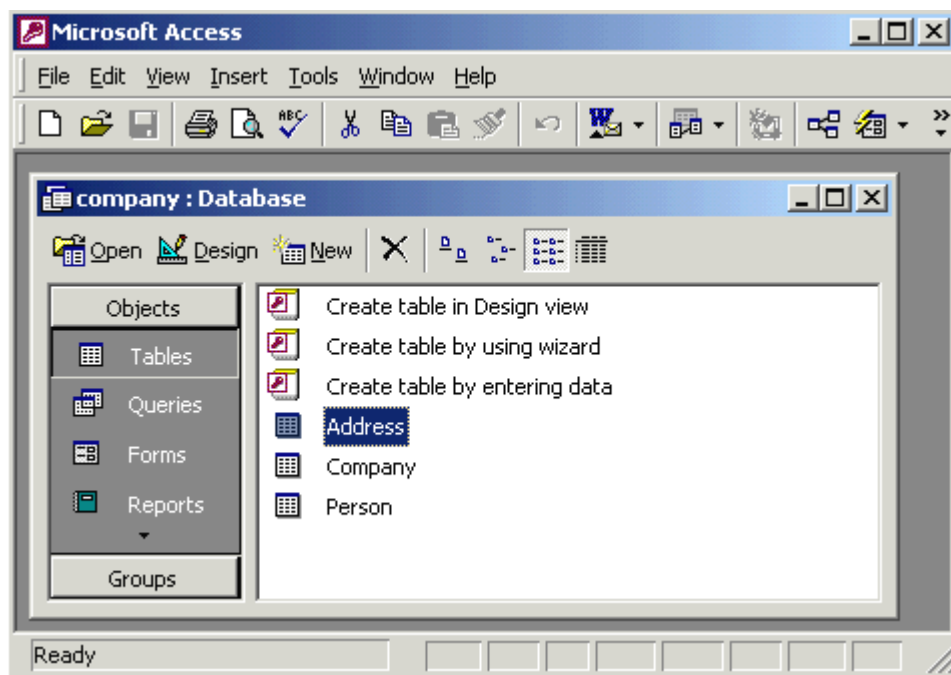 Microsoft Access
File Edit View Insert Tools Window Help
ABC W
company : Database
Open Design New
Objects
Tables
Queries
Forms
Reports
Groups
Create table in Design view
Create table by using wizard
Create table by entering data
Address
Company
Person
Ready